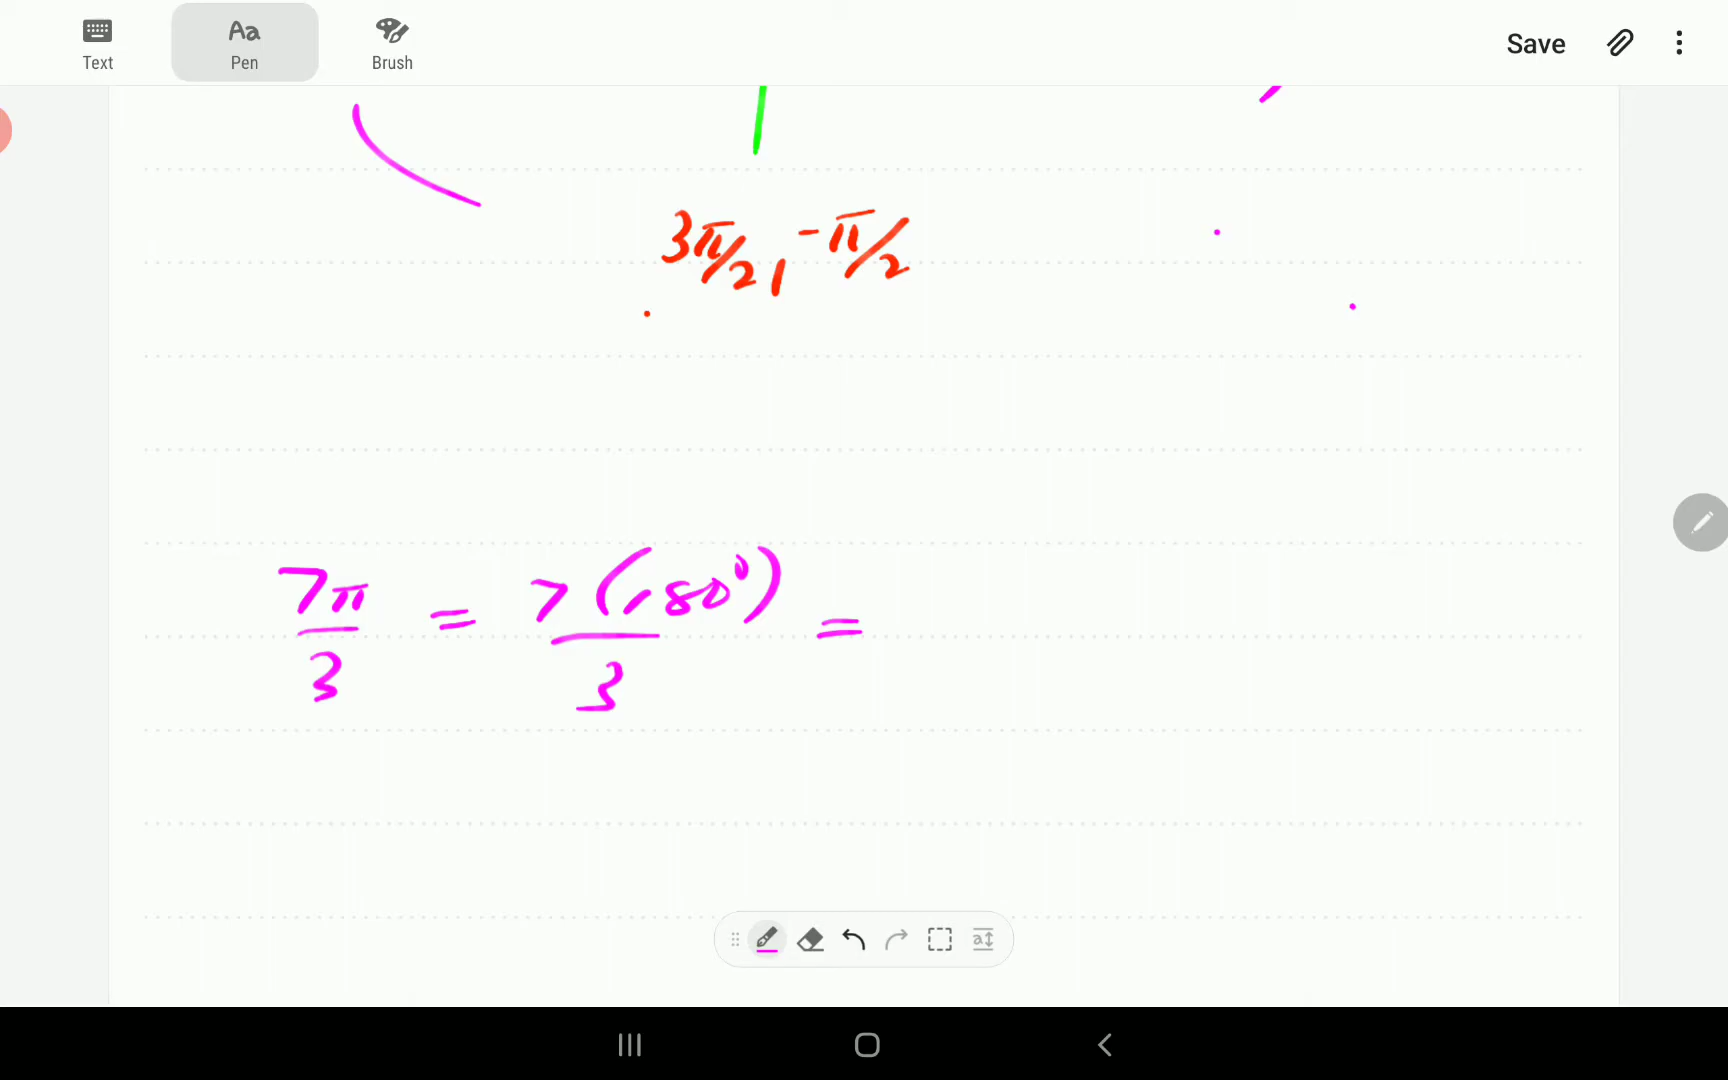 Text Pen Brush Save
3π/2, -π/2
7π/3 = 7(180°)/3 =